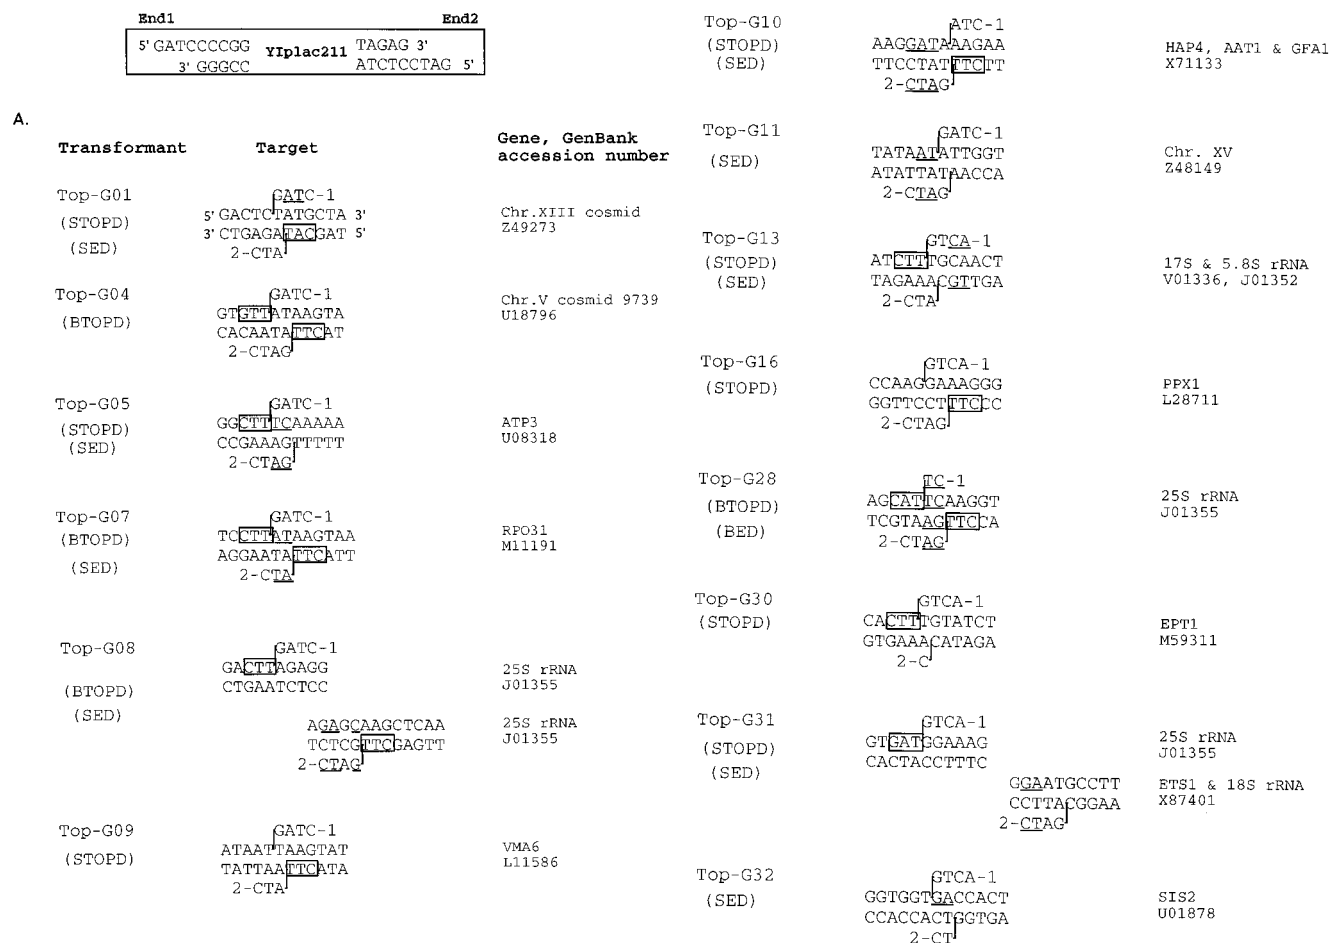 End1 End2
5' GATCCCCGG YIplac211 TAGAG 3'
3' GGGCC ATCTCCTAG 5'
A.
Transformant Target Gene, GenBank accession number
Top-G01 GATC-1
(STOPD) 5' GACTCTATGCTA 3' Chr.XIII cosmid
(SED) 3' CTGAGATACGAT 5' Z49273
2-CTA
Top-G04 GATC-1
GTGTTATAAGTA Chr.V cosmid 9739
(BTOPD) CACAATATTCAT U18796
2-CTAG
Top-G05 GATC-1
(STOPD) GGCTTTCAAAAA ATP3
(SED) CCGAAAGTTTTT U08318
2-CTAG
Top-G07 GATC-1
(BTOPD) TCCTTATAAGTAA RPO31
AGGAATATTCATT M11191
(SED) 2-CTA
Top-G08 GATC-1
GACTTAGAGG 25S rRNA
(BTOPD) CTGAATCTCC J01355
(SED)
AGAGCAAGCTCAA 25S rRNA
TCTCGTTCGAGTT J01355
2-CTAG
Top-G09 GATC-1
ATAATTAAGTAT VMA6
(STOPD) TATTAATTCATA L11586
2-CTA
Top-G10 ATC-1
(STOPD) AAGGATAAAGAA HAP4, AAT1 & GFA1
(SED) TTCCTATTTCTT X71133
2-CTAG
Top-G11 GATC-1
(SED) TATAATATTGGT Chr. XV
ATATTATAACCA Z48149
2-CTAG
Top-G13 GTCA-1
(STOPD) ATCTTTGCAACT 17S & 5.8S rRNA
(SED) TAGAAACGTTGA V01336, J01352
2-CTA
Top-G16 GTCA-1
(STOPD) CCAAGGAAAGGG PPX1
GGTTCCTTTCCC L28711
2-CTAG
Top-G28 TC-1
(BTOPD) AGCATTCAAGGT 25S rRNA
(BED) TCGTAAGTTCCA J01355
2-CTAG
Top-G30 GTCA-1
(STOPD) CACTTTGTATCT EPT1
GTGAAACATAGA M59311
2-C
Top-G31 GTCA-1
(STOPD) GTGATGGAAAG 25S rRNA
(SED) CACTACCTTTC J01355
GGAATGCCTT ETS1 & 18S rRNA
CCTTACGGAA X87401
2-CTAG
Top-G32 GTCA-1
(SED) GGTGGTGACCACT SIS2
CCACCACTGGTGA U01878
2-CT